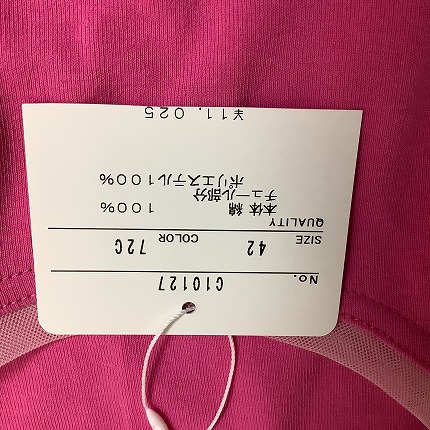 No. C10127
SIZE 42 COLOR 72C
QUALITY
本体 綿 100%
チュール部分
ポリエステル100%
¥11.025